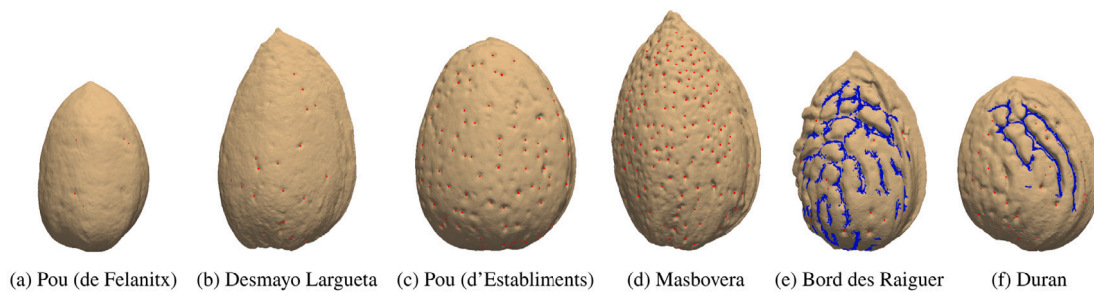 (a) Pou (de Felanitx) (b) Desmayo Largueta (c) Pou (d’Establiments) (d) Masbovera (e) Bord des Raiguer (f) Duran